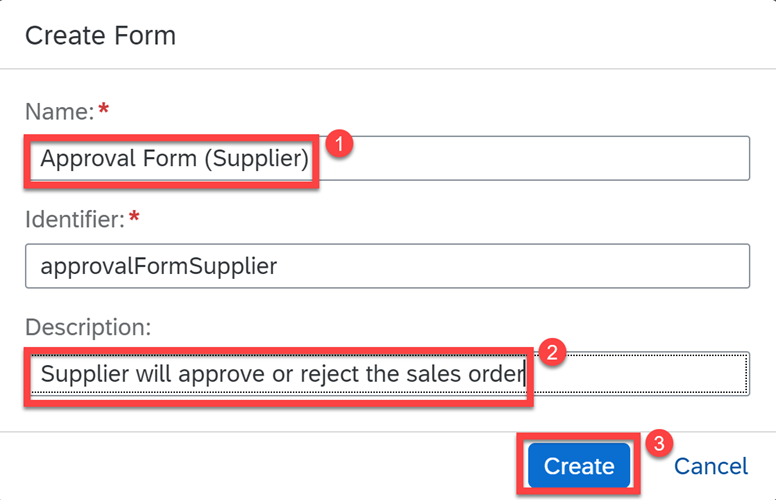 Create Form
Name:*
Approval Form (Supplier)
1
Identifier:*
approvalFormSupplier
Description:
2
Supplier will approve or reject the sales order
3
Create Cancel